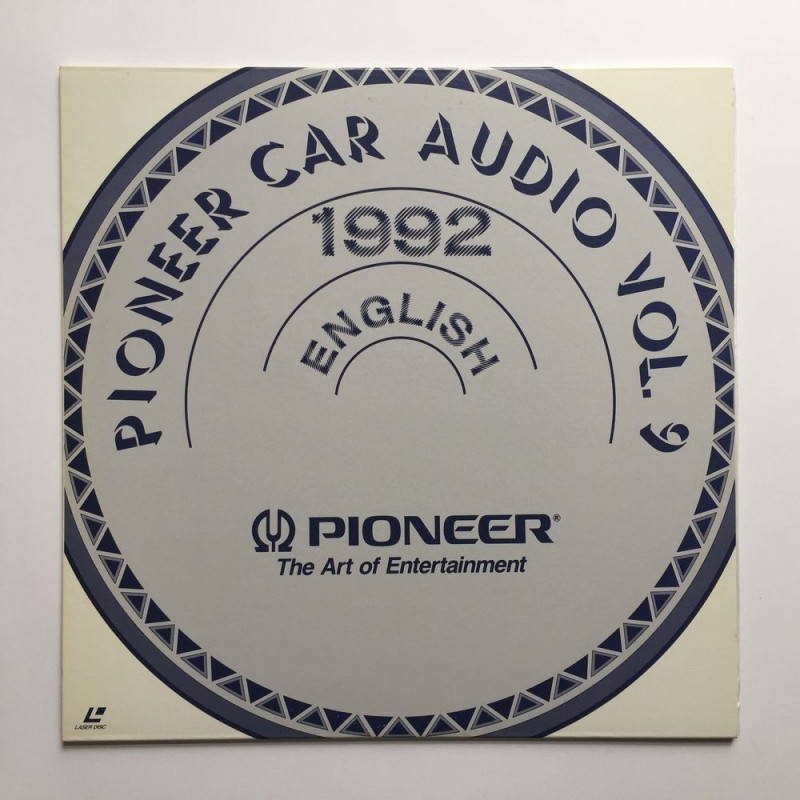 PIONEER CAR AUDIO VOL. 9
1992
ENGLISH
PIONEER®
The Art of Entertainment
LASER DISC